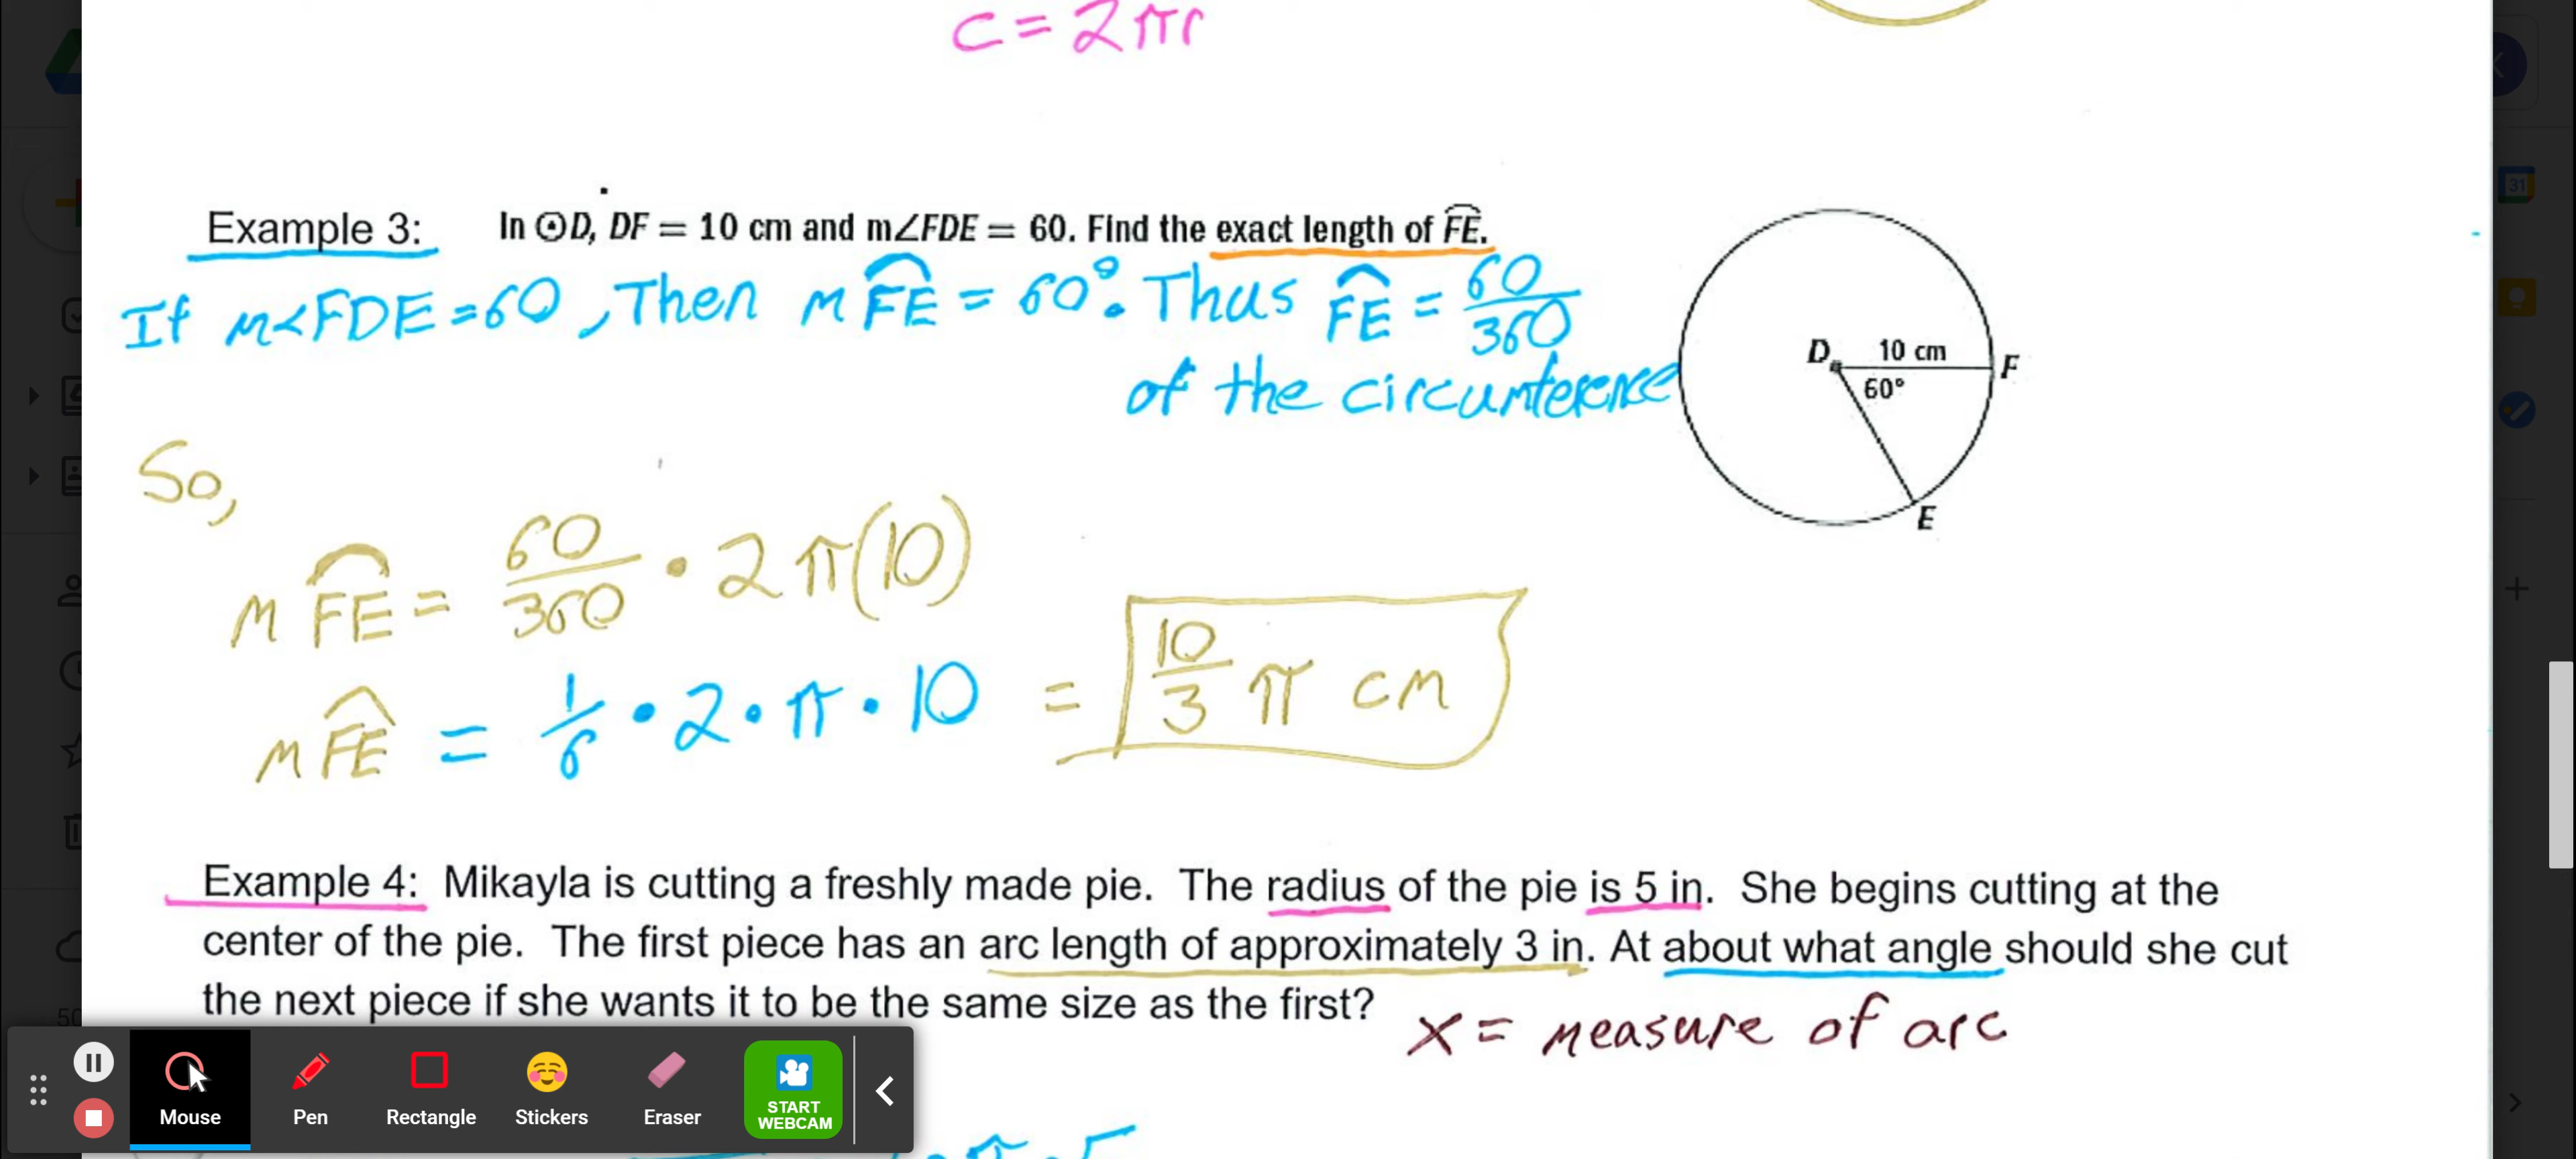 C = 2πr
Example 3: In ⊙D, DF = 10 cm and m∠FDE = 60. Find the exact length of FE.
If m<FDE=60, Then m FE = 60°. Thus FE = 60/360
of the circumference
D 10 cm F
60°
E
So,
m FE = 60/360 • 2π(10)
m FE = 1/6 • 2 • π • 10 = 10/3 π cm
Example 4: Mikayla is cutting a freshly made pie. The radius of the pie is 5 in. She begins cutting at the
center of the pie. The first piece has an arc length of approximately 3 in. At about what angle should she cut
the next piece if she wants it to be the same size as the first?
x = measure of arc
Mouse Pen Rectangle Stickers Eraser START
WEBCAM
31